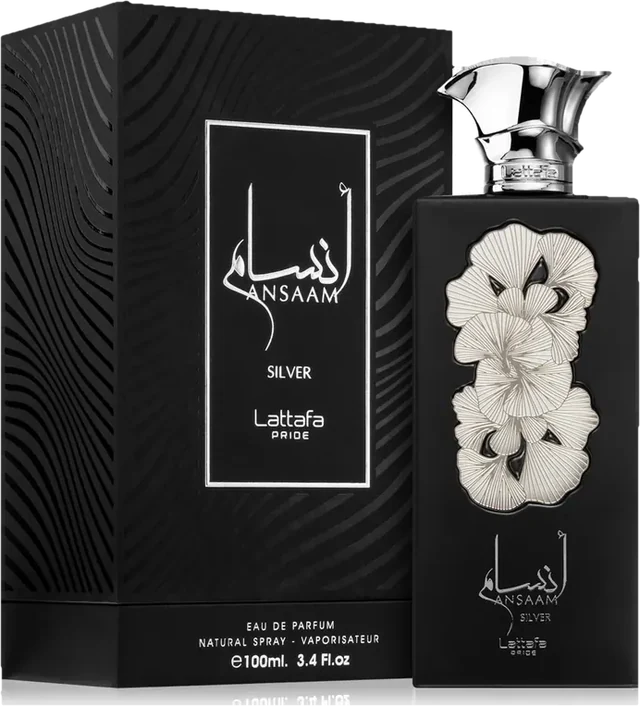 أنسام
ANSAAM
SILVER
Lattafa
PRIDE
EAU DE PARFUM
NATURAL SPRAY - VAPORISATEUR
℮100ml. 3.4 Fl.oz
Lattafa
أنسام
ANSAAM
SILVER
Lattafa
PRIDE